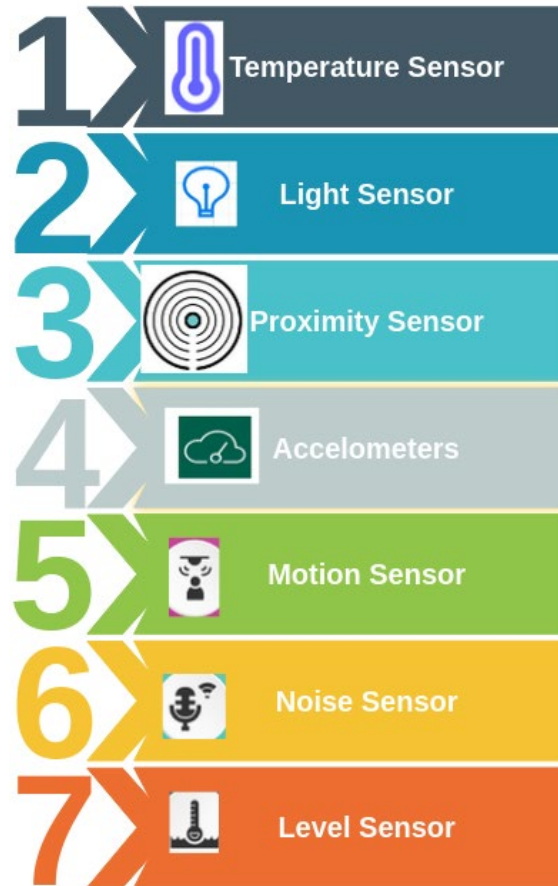 1
Temperature Sensor
2
Light Sensor
3
Proximity Sensor
4
Accelometers
5
Motion Sensor
6
Noise Sensor
7
Level Sensor